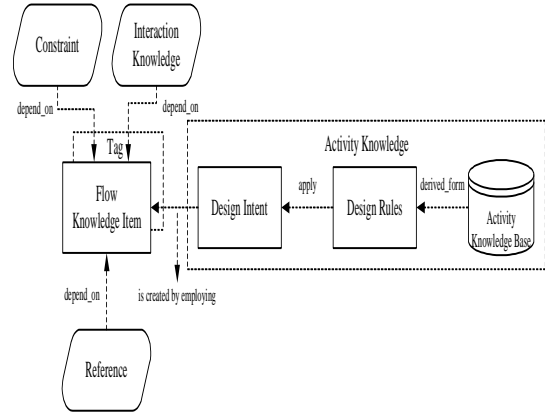 Constraint
Interaction
Knowledge
depend_on
depend_on
Tag
Activity Knowledge
Flow
Knowledge Item
Design Intent
apply
Design Rules
derived_form
Activity
Knowledge Base
is created by employing
depend_on
Reference